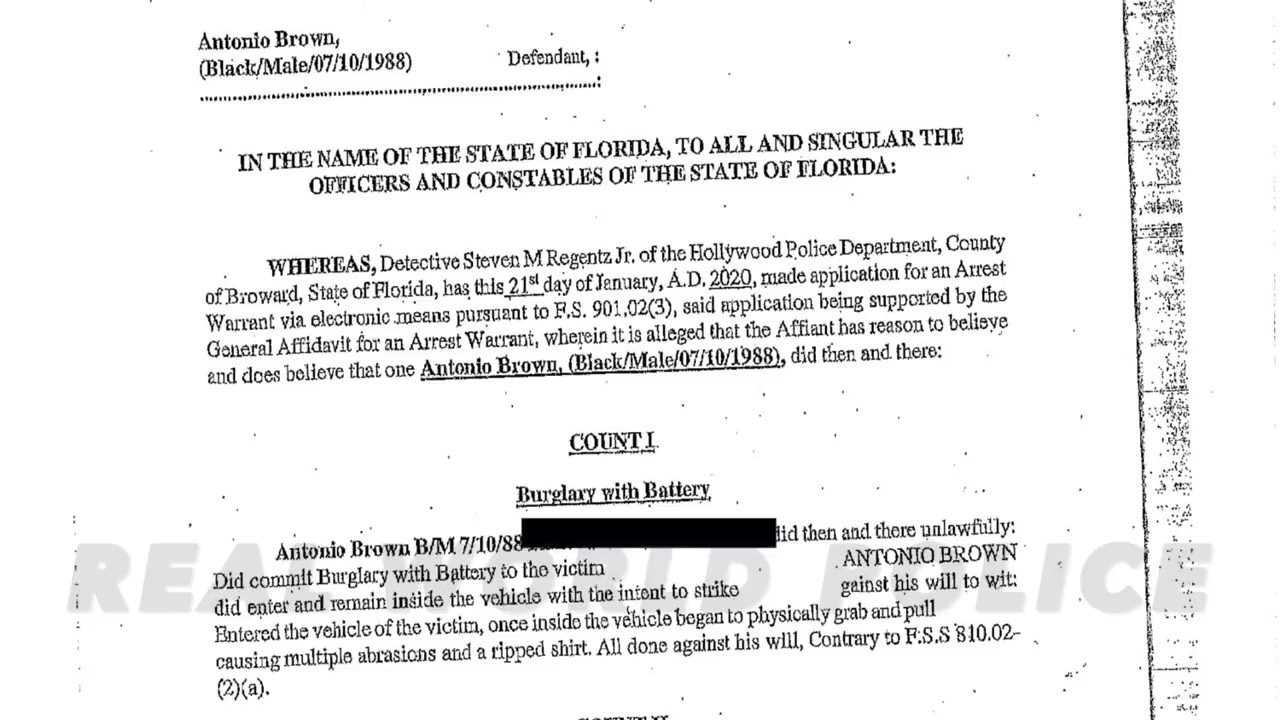 Antonio Brown,
(Black/Male/07/10/1988) Defendant, :
IN THE NAME OF THE STATE OF FLORIDA, TO ALL AND SINGULAR THE
OFFICERS AND CONSTABLES OF THE STATE OF FLORIDA:
WHEREAS, Detective Steven M Regentz Jr. of the Hollywood Police Department, County
of Broward, State of Florida, has this 21st day of January, A.D. 2020, made application for an Arrest
Warrant via electronic means pursuant to F.S. 901.02(3), said application being supported by the
General Affidavit for an Arrest Warrant, wherein it is alleged that the Affiant has reason to believe
and does believe that one Antonio Brown, (Black/Male/07/10/1988), did then and there:
COUNT I
Burglary with Battery
Antonio Brown B/M 7/10/88 did then and there unlawfully:
Did commit Burglary with Battery to the victim . ANTONIO BROWN
did enter and remain inside the vehicle with the intent to strike gainst his will to wit:
Entered the vehicle of the victim, once inside the vehicle began to physically grab and pull
causing multiple abrasions and a ripped shirt. All done against his will, Contrary to F.S.S 810.02-
(2)(a).
REAL WORLD POLICE